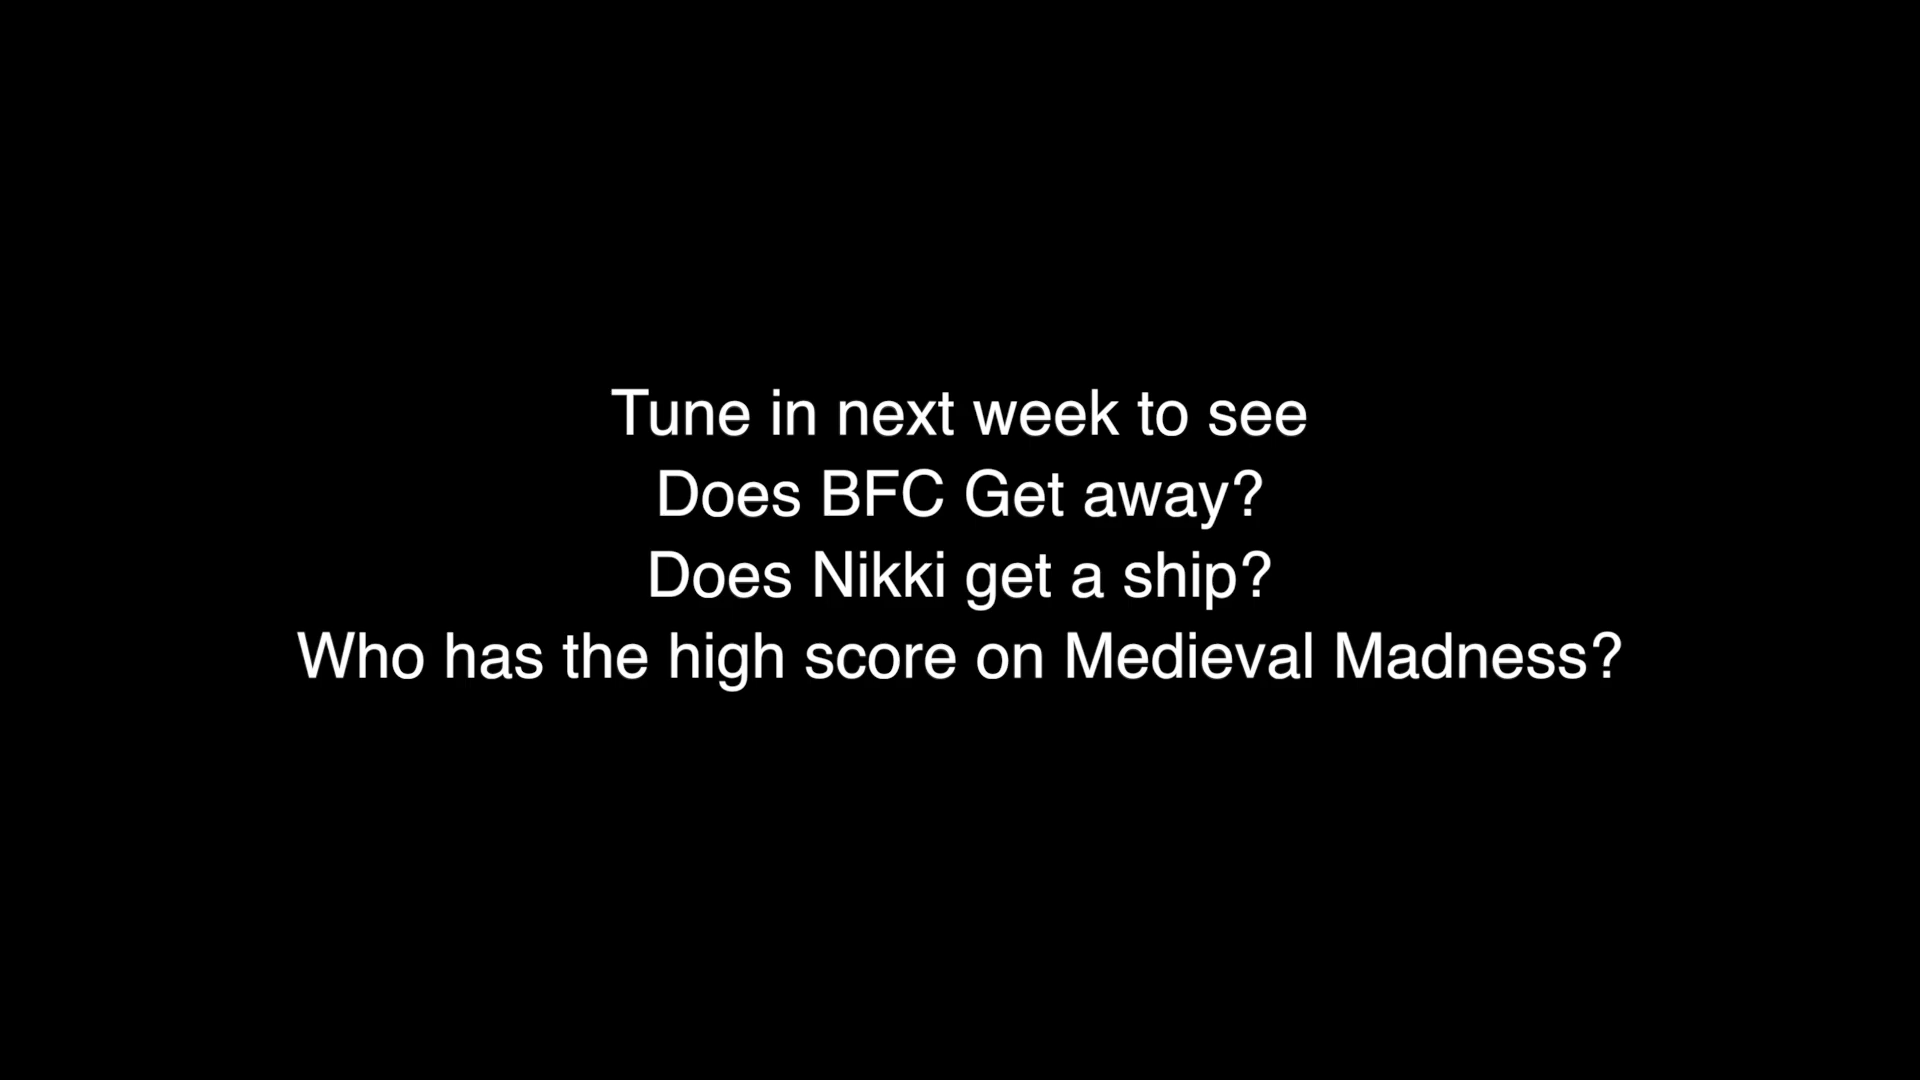 Tune in next week to see
Does BFC Get away?
Does Nikki get a ship?
Who has the high score on Medieval Madness?